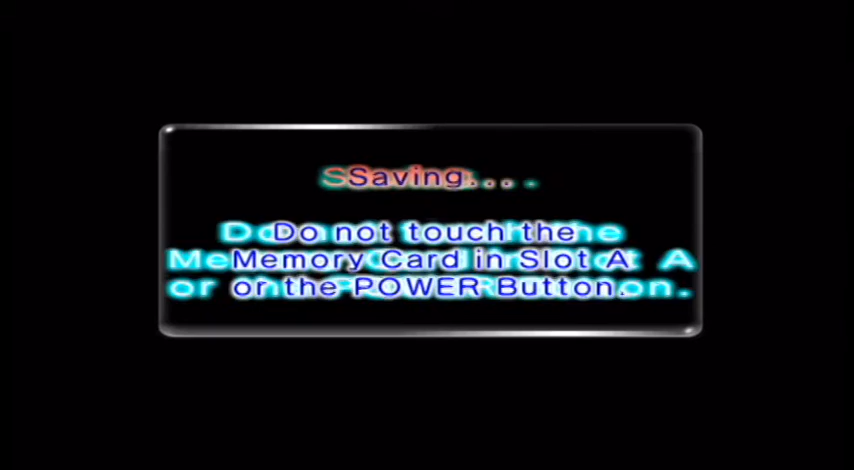 Saving...
Do not touch the
Memory Card in Slot A
or the POWER Button.